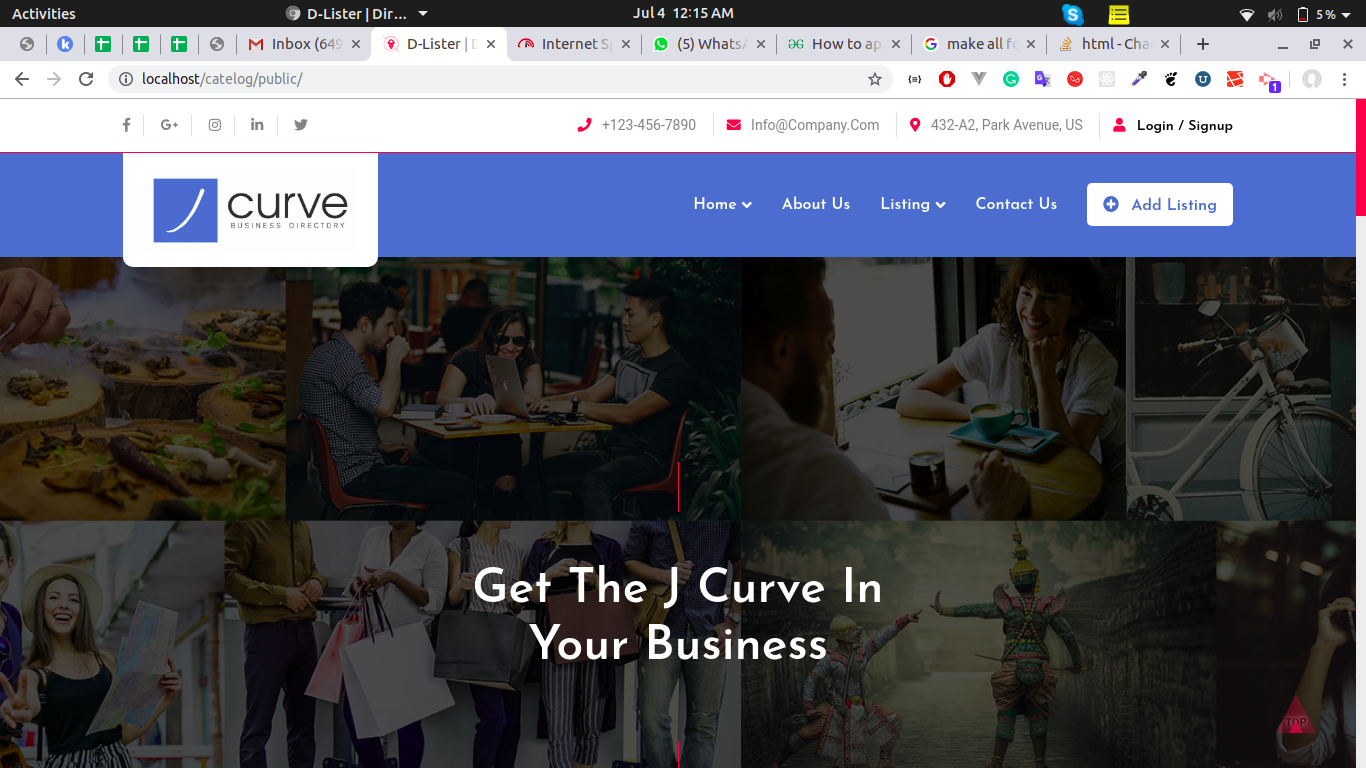 Activities
D-Lister | Dir...
Jul 4 12:15 AM
5 %
Inbox (649
D-Lister | D
Internet Sp
(5) WhatsA
How to ap
make all fo
html - Cha
localhost/catelog/public/
1
+123-456-7890
Info@Company.Com
432-A2, Park Avenue, US
Login / Signup
curve
BUSINESS DIRECTORY
Home
About Us
Listing
Contact Us
Add Listing
Get The J Curve In
Your Business
TOP